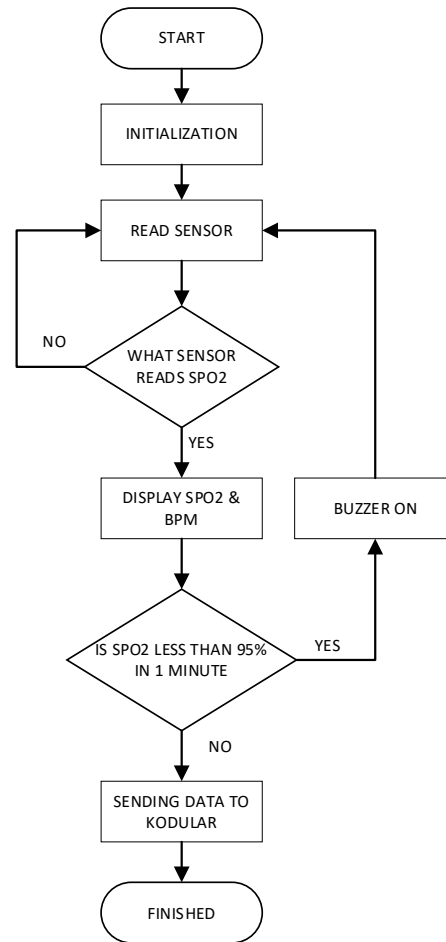 START
INITIALIZATION
READ SENSOR
NO
WHAT SENSOR
READS SPO2
YES
DISPLAY SPO2 &
BPM
BUZZER ON
IS SPO2 LESS THAN 95%
IN 1 MINUTE
YES
NO
SENDING DATA TO
KODULAR
FINISHED